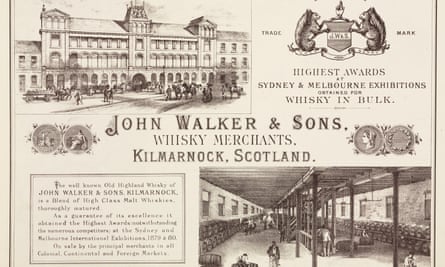 TRADE MARK
J.W&S.
HIGHEST AWARDS
AT
SYDNEY & MELBOURNE EXHIBITIONS
OBTAINED FOR
WHISKY IN BULK.
JOHN WALKER & SONS,
WHISKY MERCHANTS,
KILMARNOCK, SCOTLAND.
The well known Old Highland Whisky of
JOHN WALKER & SONS, KILMARNOCK,
is a Blend of High Class Malt Whiskies,
thoroughly matured.
As a guarantee of its excellence it
obtained the Highest Awards, notwithstanding
the numerous competitors, at the Sydney and
Melbourne International Exhibitions, 1879 & 80.
On sale by the principal merchants in all
Colonial, Continental and Foreign Markets.